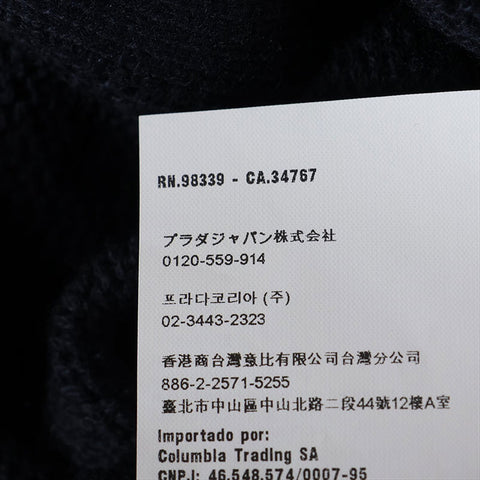 RN.98339 - CA.34767
プラダジャパン株式会社
0120-559-914
프라다코리아 (주)
02-3443-2323
香港商台灣意比有限公司台灣分公司
886-2-2571-5255
臺北市中山區中山北路二段44號12樓A室
Importado por:
Columbia Trading SA
CNPJ: 46.548.574/0007-95